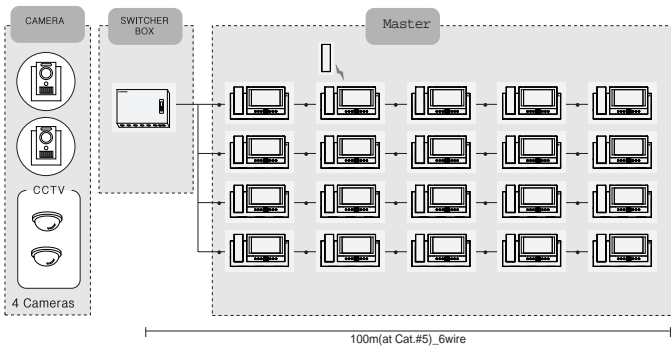 CAMERA
SWITCHER
BOX
Master
CCTV
4 Cameras
100m(at Cat.#5)_6wire